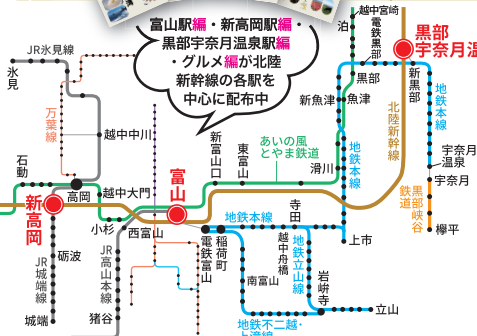 富山駅編・新高岡駅編・
黒部宇奈月温泉駅編
・グルメ編が北陸
新幹線の各駅を
中心に配布中
越中宮崎
泊
電鉄黒部
黒部
宇奈月温
黒部
新黒部
新魚津
魚津
地鉄本線
北陸新幹線
宇奈月
温泉
宇奈月
黒部峡谷
鉄道
欅平
JR氷見線
氷見
万葉線
越中中川
石動
高岡
越中大門
新高岡
小杉
西富山
富山
新富山口
東富山
あいの風
とやま鉄道
滑川
地鉄本線
上市
地鉄本線
寺田
電鉄富山
稲荷町
越中舟橋
地鉄立山線
岩峅寺
立山
南富山
地鉄不二越・
上滝線
砺波
JR城端線
城端
JR高山本線
猪谷